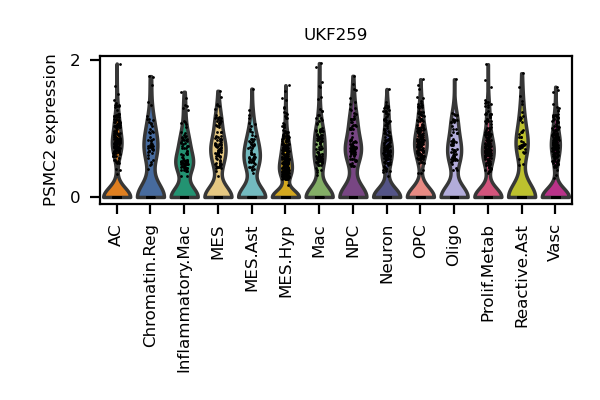 UKF259
PSMC2 expression
2
0
AC
Chromatin.Reg
Inflammatory.Mac
MES
MES.Ast
MES.Hyp
Mac
NPC
Neuron
OPC
Oligo
Prolif.Metab
Reactive.Ast
Vasc